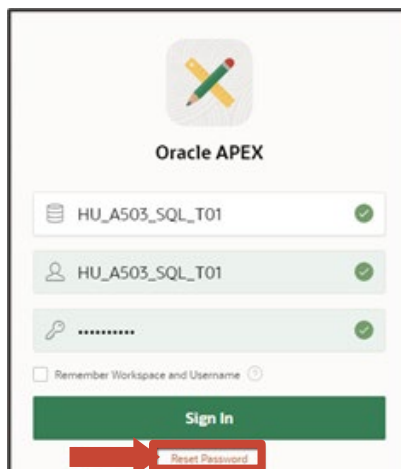 Oracle APEX
HU_A503_SQL_T01
HU_A503_SQL_T01
••••••••••
Remember Workspace and Username ?
Sign In
Reset Password